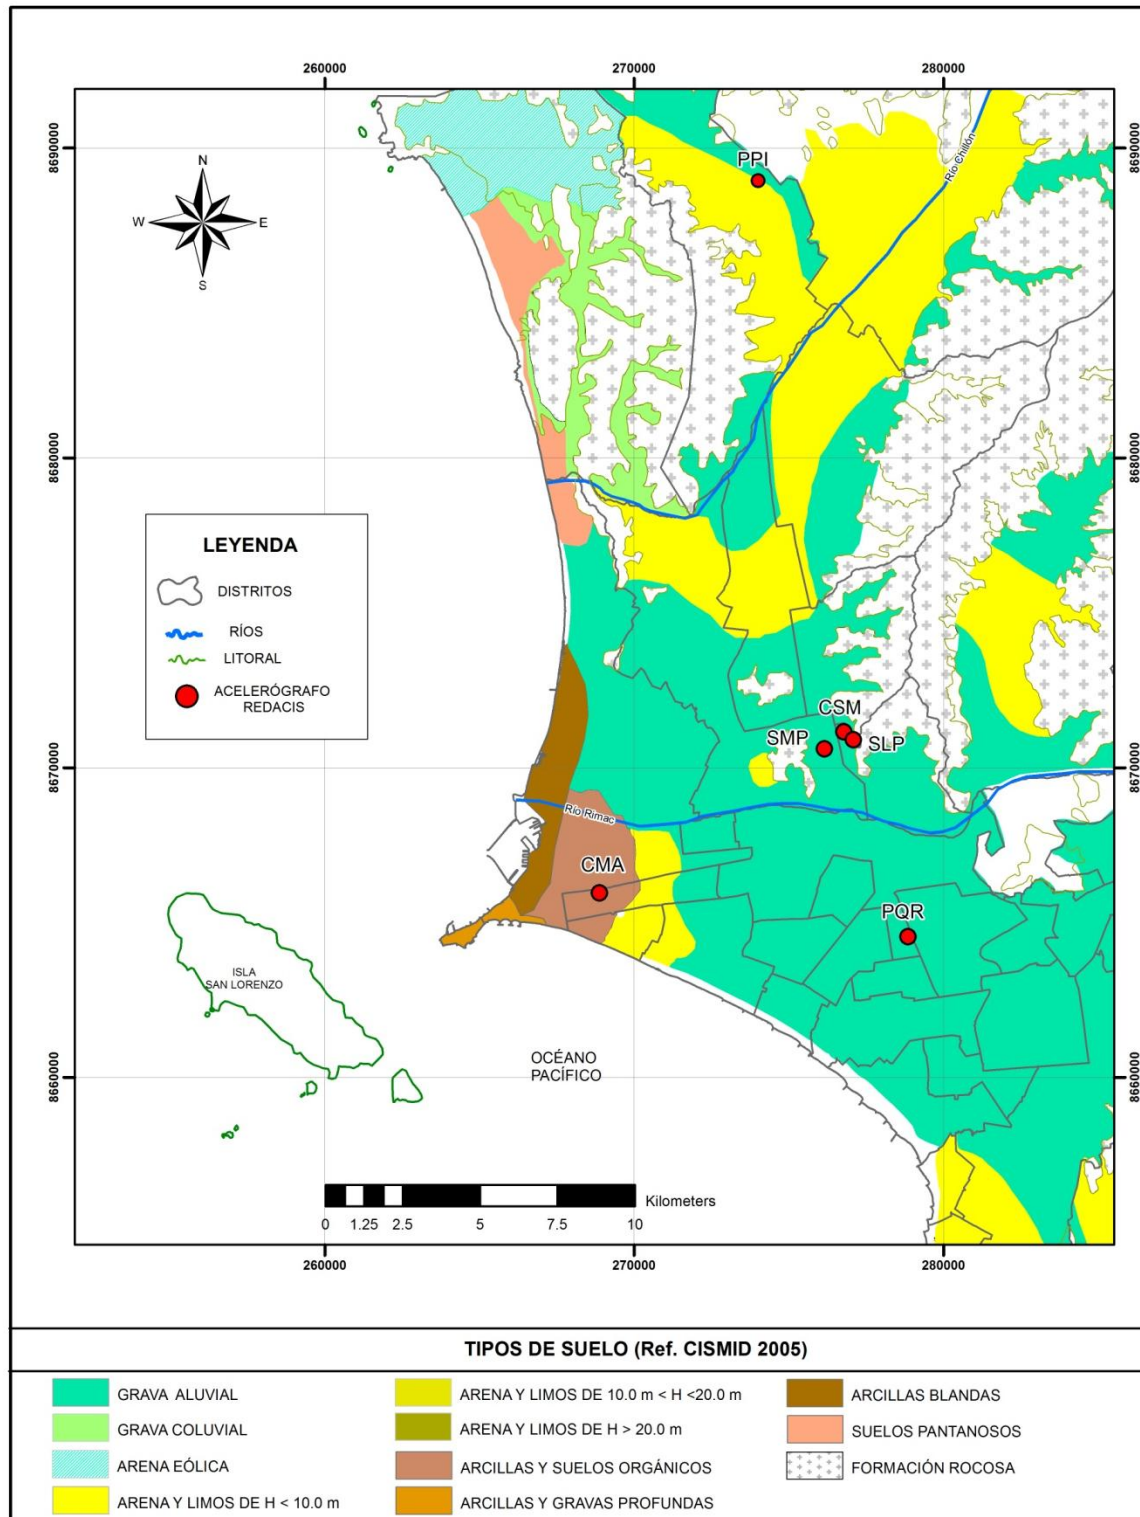 260000
270000
280000
8690000
8690000
N
W
E
S
PPI
Río Chillón
8680000
8680000
LEYENDA
DISTRITOS
RÍOS
LITORAL
ACELERÓGRAFO
REDACIS
CSM
SMP
SLP
8670000
8670000
Río Rimac
CMA
PQR
ISLA
SAN LORENZO
OCÉANO
PACÍFICO
8660000
8660000
Kilometers
0 1.25 2.5 5 7.5 10
260000
270000
280000
TIPOS DE SUELO (Ref. CISMID 2005)
GRAVA ALUVIAL
GRAVA COLUVIAL
ARENA EÓLICA
ARENA Y LIMOS DE H < 10.0 m
ARENA Y LIMOS DE 10.0 m < H <20.0 m
ARENA Y LIMOS DE H > 20.0 m
ARCILLAS Y SUELOS ORGÁNICOS
ARCILLAS Y GRAVAS PROFUNDAS
ARCILLAS BLANDAS
SUELOS PANTANOSOS
FORMACIÓN ROCOSA